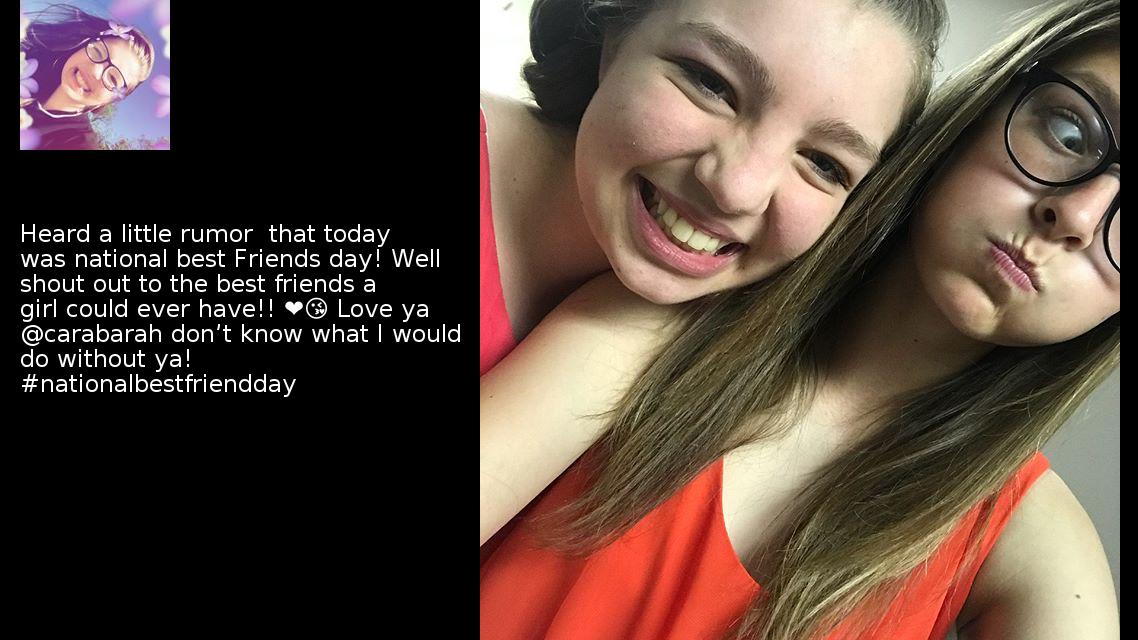 Heard a little rumor  that today
was national best Friends day! Well
shout out to the best friends a
girl could ever have!! ❤😘 Love ya
@carabarah don’t know what I would
do without ya!
#nationalbestfriendday